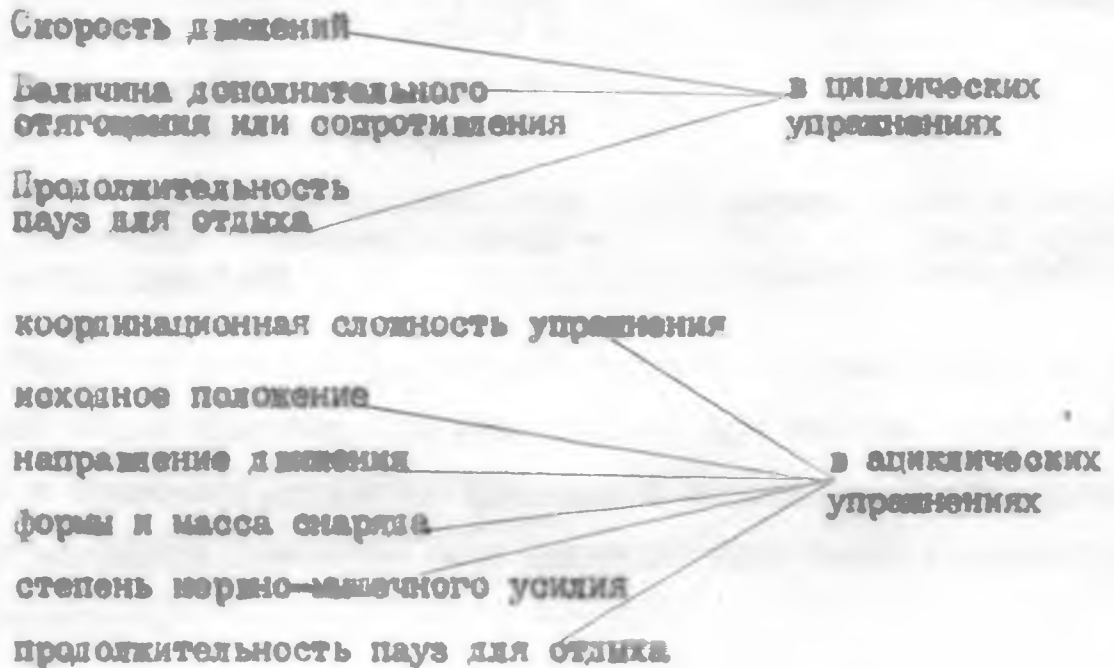 Скорость движений
Величина дополнительного
отягощения или сопротивления
в циклических
упражнениях
Продолжительность
пауз для отдыха
координационная сложность упражнения
исходное положение
направление движения
в ациклических
упражнениях
формы и масса снаряда
степень нервно-мышечного усилия
продолжительность пауз для отдыха